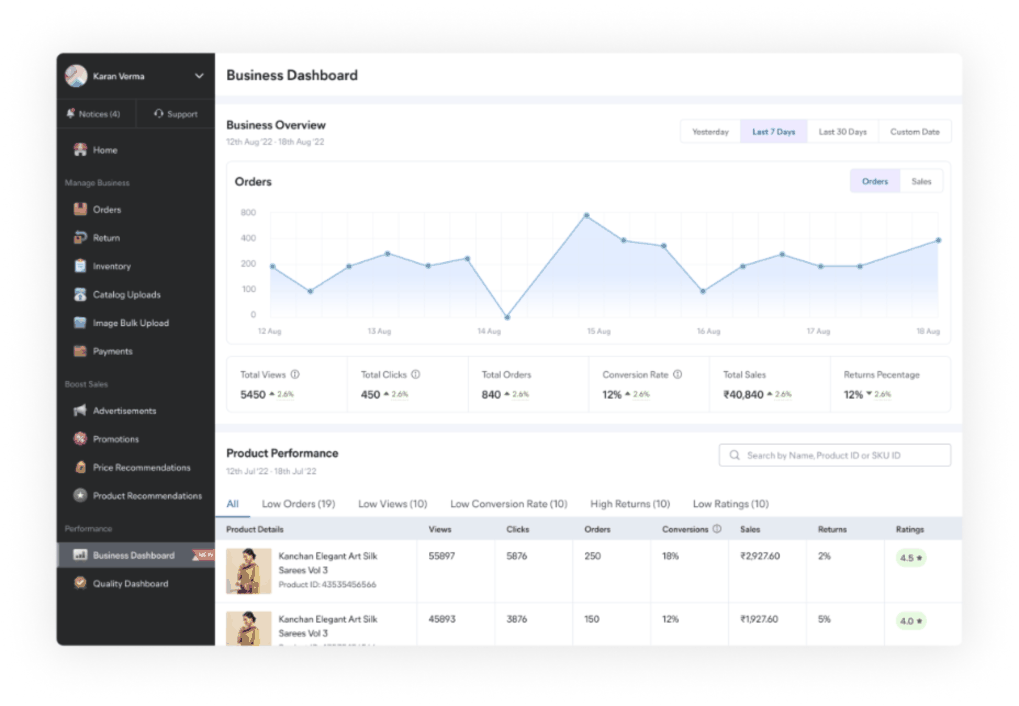 Karan Verma
Notices (4)
Support
Home
Manage Business
Orders
Return
Inventory
Catalog Uploads
Image Bulk Upload
Payments
Boost Sales
Advertisements
Promotions
Price Recommendations
Product Recommendations
Performance
Business Dashboard NEW
Quality Dashboard
Business Dashboard
Business Overview
12th Aug'22 - 18th Aug '22
Yesterday Last 7 Days Last 30 Days Custom Date
Orders
Orders Sales
800
400
200
100
0
12 Aug 13 Aug 14 Aug 15 Aug 16 Aug 17 Aug 18 Aug
Total Views Total Clicks Total Orders Conversion Rate Total Sales Returns Pecentage
5450 2.6% 450 2.6% 840 2.6% 12% 2.6% ₹40,840 2.6% 12% 2.6%
Product Performance
12th Jul'22 - 18th Jul '22
Search by Name, Product ID or SKU ID
All Low Orders (19) Low Views (10) Low Conversion Rate (10) High Returns (10) Low Ratings (10)
Product Details Views Clicks Orders Conversions Sales Returns Ratings
Kanchan Elegant Art Silk 55897 5876 250 18% ₹2,927.60 2% 4.5 ★
Sarees Vol 3
Product ID: 43535456566
Kanchan Elegant Art Silk 45893 3876 150 12% ₹1,927.60 5% 4.0 ★
Sarees Vol 3